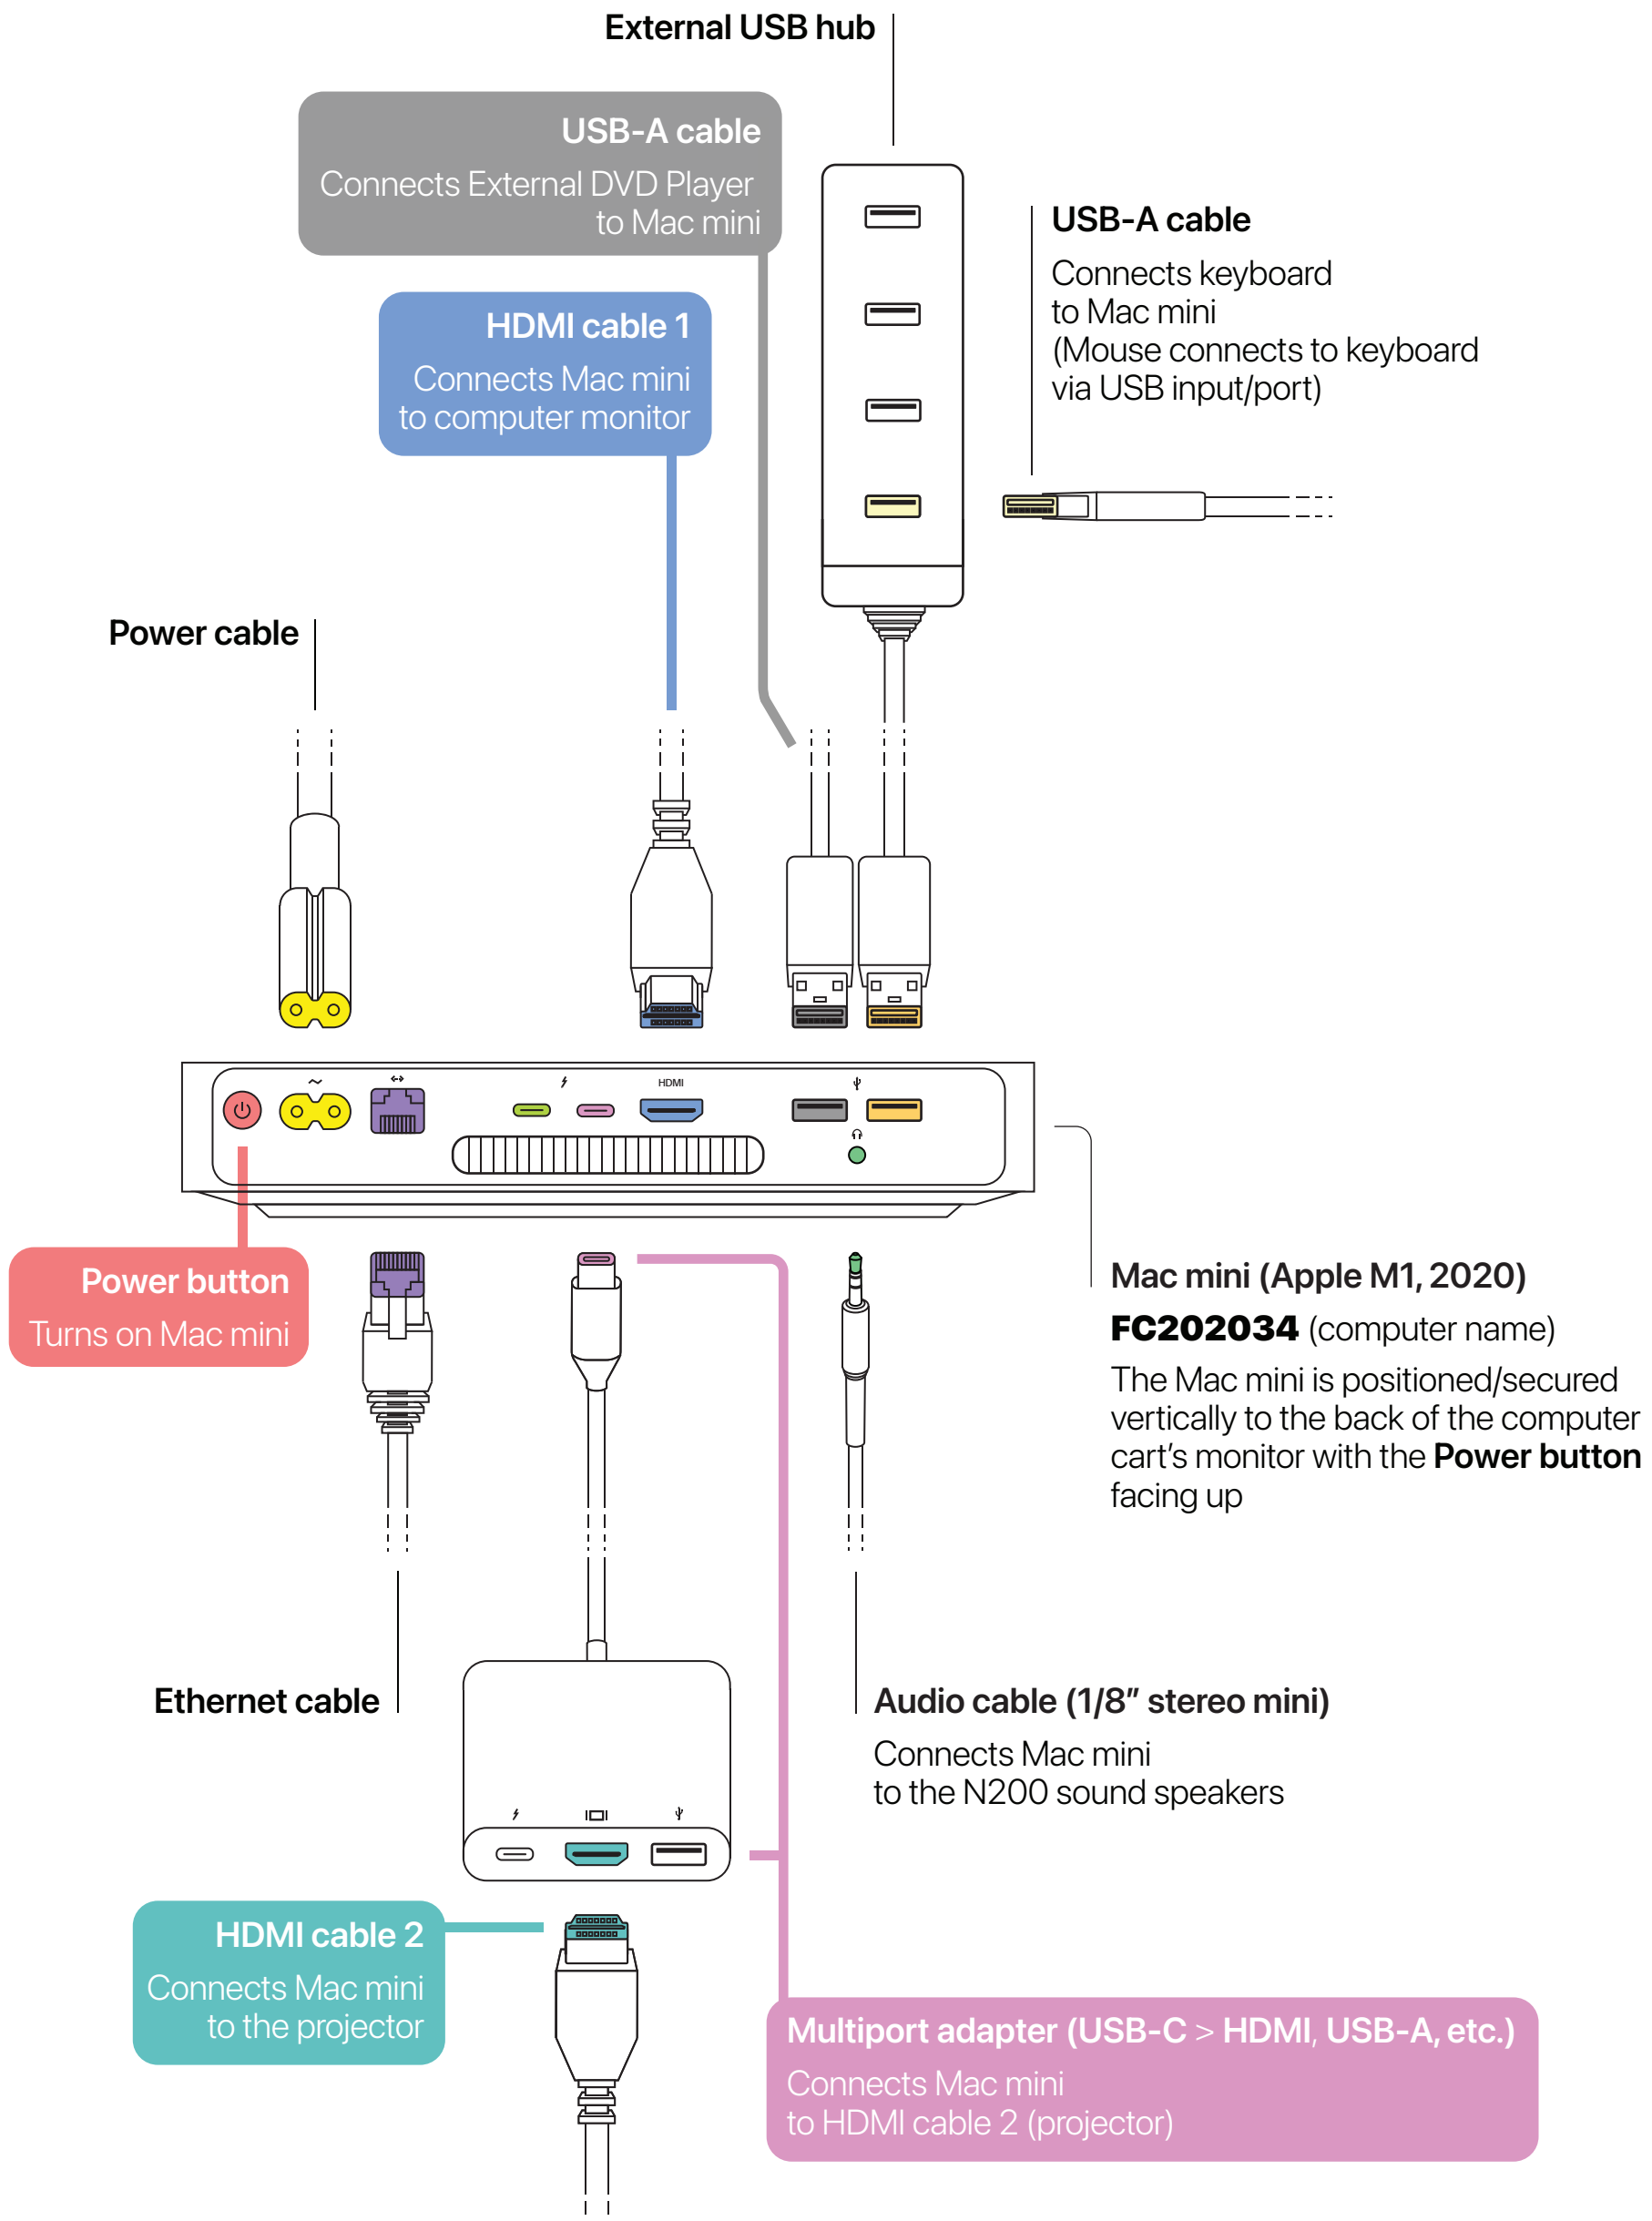 External USB hub
USB-A cable
Connects External DVD Player
to Mac mini
USB-A cable
Connects keyboard
to Mac mini
(Mouse connects to keyboard
via USB input/port)
HDMI cable 1
Connects Mac mini
to computer monitor
Power cable
HDMI
Power button
Turns on Mac mini
Mac mini (Apple M1, 2020)
FC202034 (computer name)
The Mac mini is positioned/secured
vertically to the back of the computer
cart's monitor with the Power button
facing up
Ethernet cable
Audio cable (1/8” stereo mini)
Connects Mac mini
to the N200 sound speakers
HDMI cable 2
Connects Mac mini
to the projector
Multiport adapter (USB-C > HDMI, USB-A, etc.)
Connects Mac mini
to HDMI cable 2 (projector)